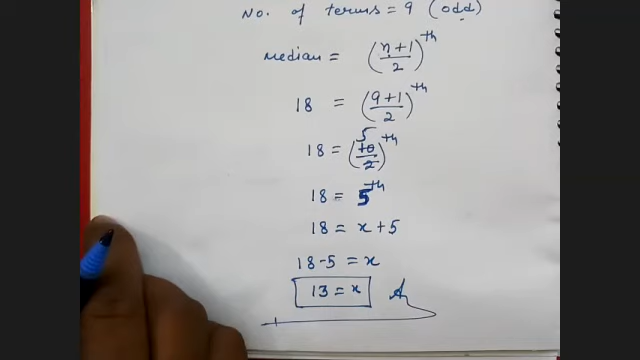 No. of terms = 9 (odd)
median = (n+1/2)th
18 = (9+1/2)th
18 = (10/2)th 5
18 = 5th
18 = x+5
18-5 = x
13 = x